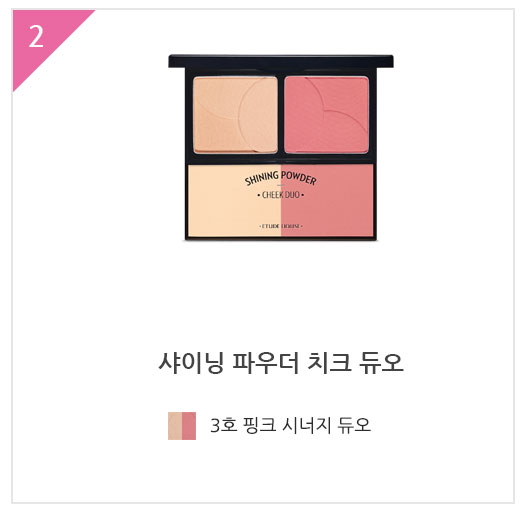 2
SHINING POWDER
• CHEEK DUO •
· ETUDE HOUSE ·
샤이닝 파우더 치크 듀오
3호 핑크 시너지 듀오